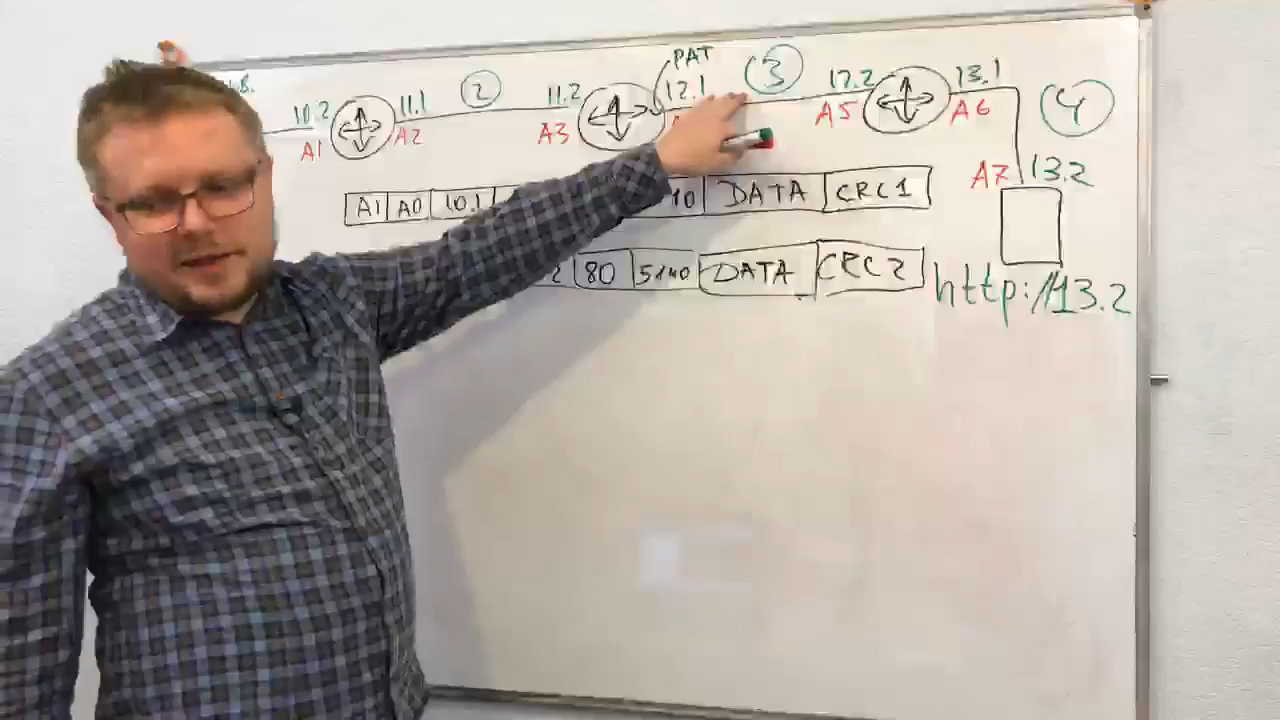 8.
10.2 11.1 2 11.2 PAT 12.1 3 12.2 13.1 4
A1 A2 A3 A5 A6
A7 13.2
A1 A0 10.1 10 DATA CRC1
2 80 5140 DATA CRC2
http://13.2